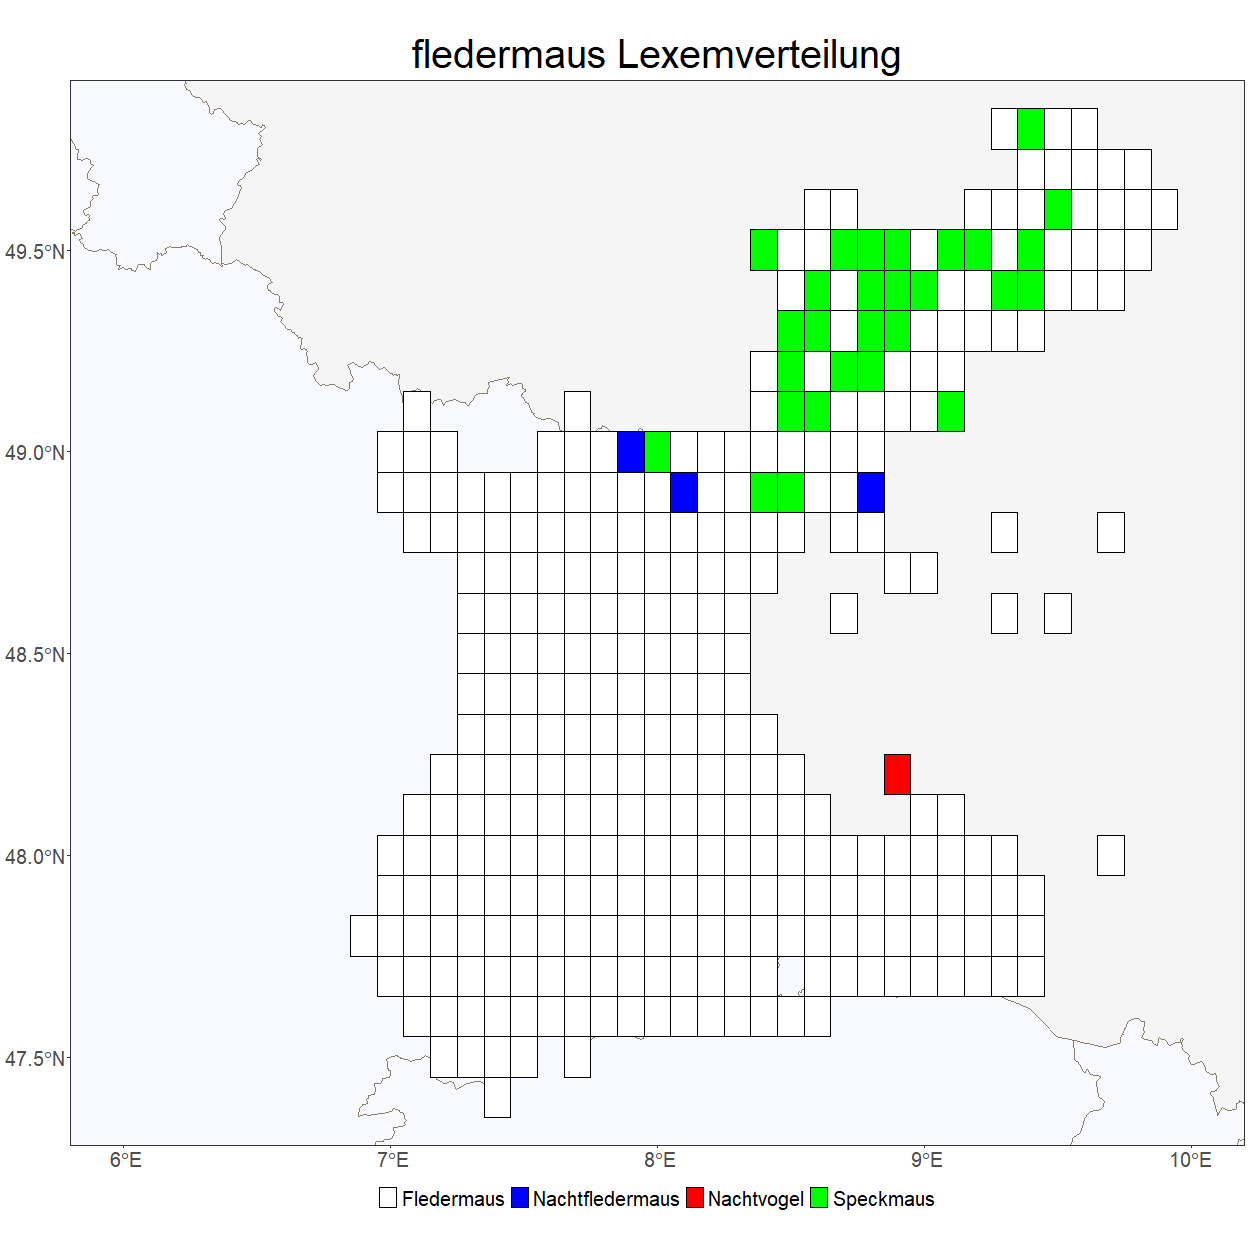 fledermaus Lexemverteilung
49.5°N
49.0°N
48.5°N
48.0°N
47.5°N
6°E 7°E 8°E 9°E 10°E
Fledermaus Nachtfledermaus Nachtvogel Speckmaus